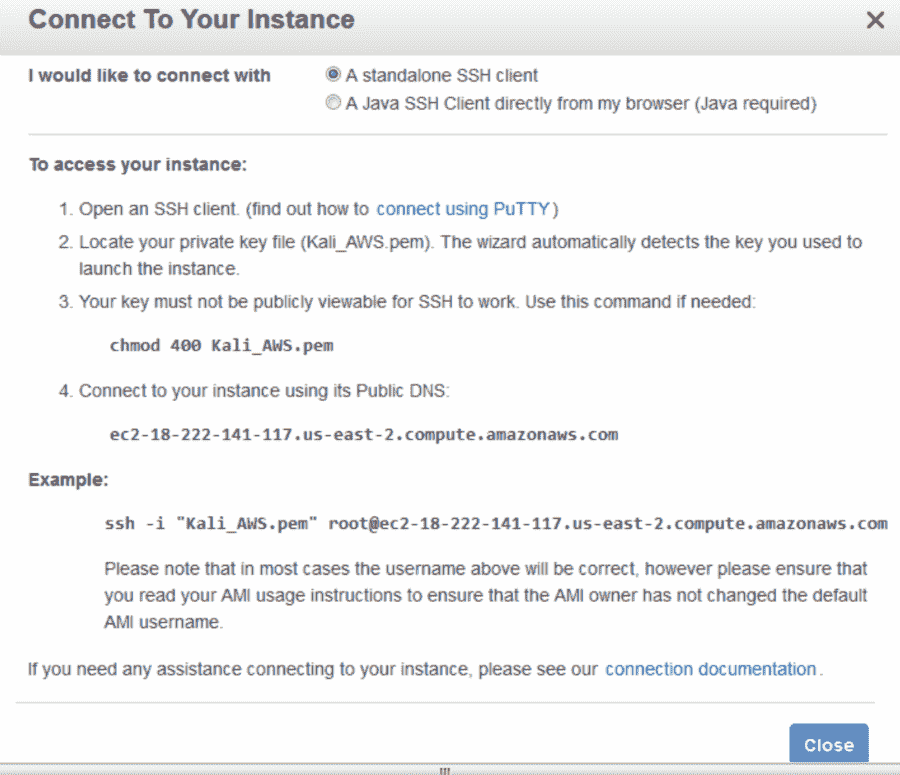 Connect To Your Instance
I would like to connect with
A standalone SSH client
A Java SSH Client directly from my browser (Java required)
To access your instance:
1. Open an SSH client. (find out how to connect using PuTTY)
2. Locate your private key file (Kali_AWS.pem). The wizard automatically detects the key you used to
launch the instance.
3. Your key must not be publicly viewable for SSH to work. Use this command if needed:
chmod 400 Kali_AWS.pem
4. Connect to your instance using its Public DNS:
ec2-18-222-141-117.us-east-2.compute.amazonaws.com
Example:
ssh -i "Kali_AWS.pem" root@ec2-18-222-141-117.us-east-2.compute.amazonaws.com
Please note that in most cases the username above will be correct, however please ensure that
you read your AMI usage instructions to ensure that the AMI owner has not changed the default
AMI username.
If you need any assistance connecting to your instance, please see our connection documentation.
Close